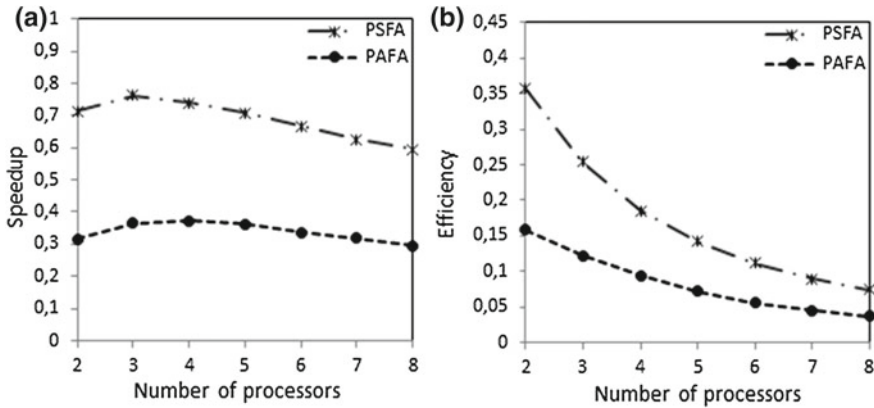 (a)
1
0,9
0,8
0,7
0,6
0,5
0,4
0,3
0,2
0,1
0
Speedup
PSFA
PAFA
2 3 4 5 6 7 8
Number of processors
(b)
0,45
0,4
0,35
0,3
0,25
0,2
0,15
0,1
0,05
0
Efficiency
PSFA
PAFA
2 3 4 5 6 7 8
Number of processors